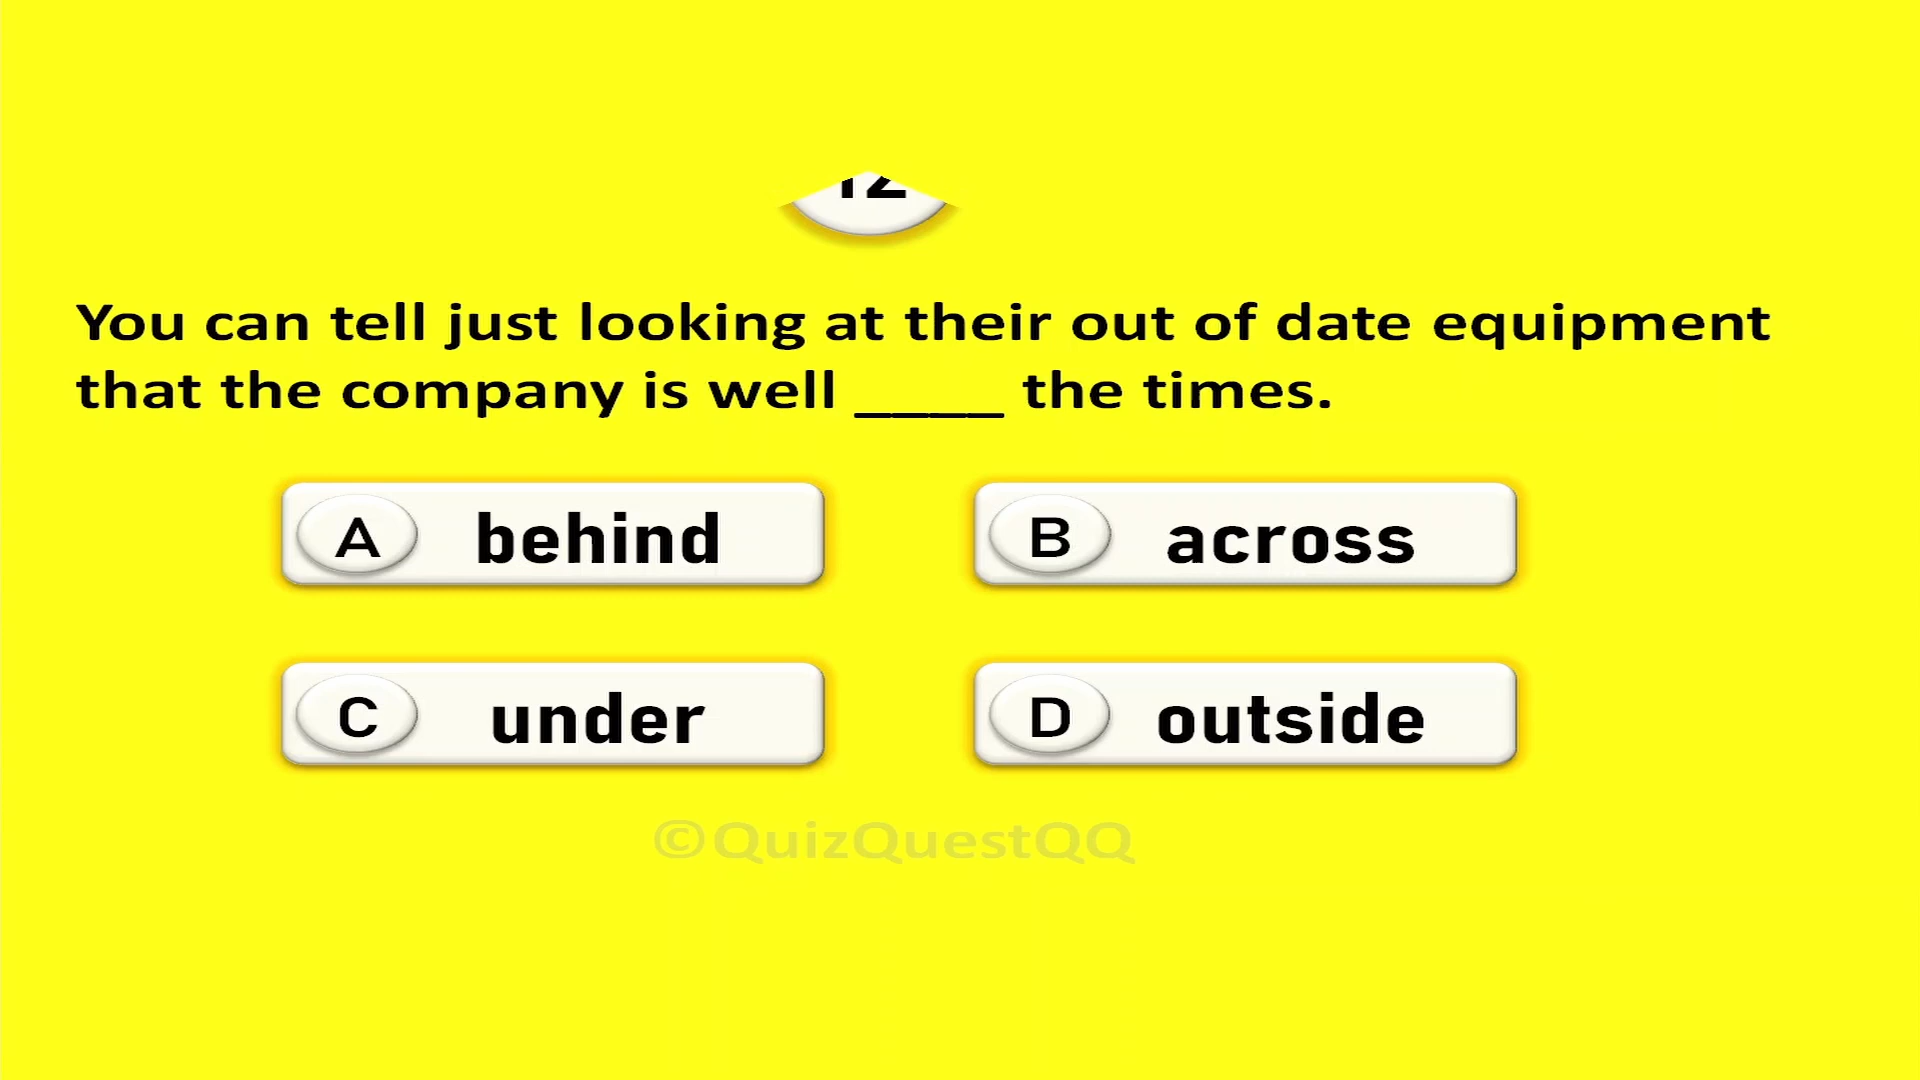 You can tell just looking at their out of date equipment
that the company is well ____ the times.
A behind
B across
C under
D outside
©QuizQuestQQ